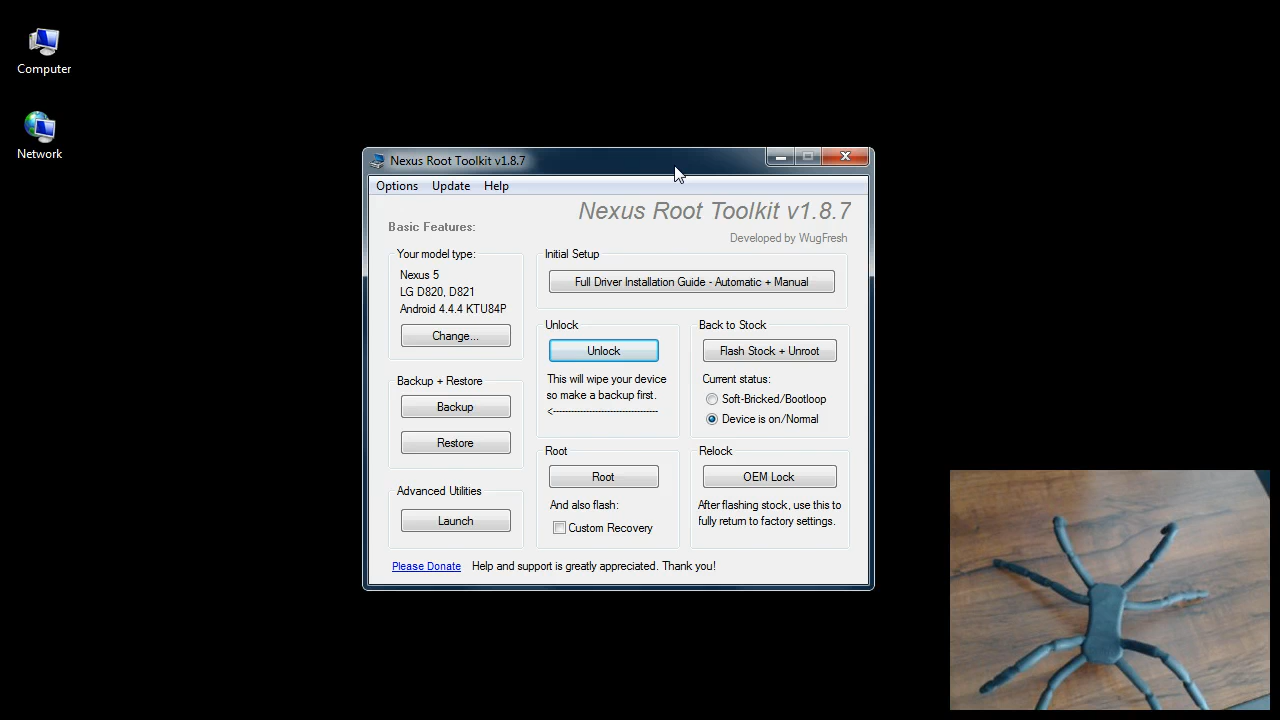 Computer
Network
Nexus Root Toolkit v1.8.7
Options Update Help
Nexus Root Toolkit v1.8.7
Developed by WugFresh
Basic Features:
Your model type:
Nexus 5
LG D820, D821
Android 4.4.4 KTU84P
Change...
Initial Setup
Full Driver Installation Guide - Automatic + Manual
Unlock
Unlock
This will wipe your device
so make a backup first.
<-----------------------------------
Back to Stock
Flash Stock + Unroot
Current status:
Soft-Bricked/Bootloop
Device is on/Normal
Backup + Restore
Backup
Restore
Root
Root
And also flash:
Custom Recovery
Relock
OEM Lock
After flashing stock, use this to
fully return to factory settings.
Advanced Utilities
Launch
Please Donate Help and support is greatly appreciated. Thank you!